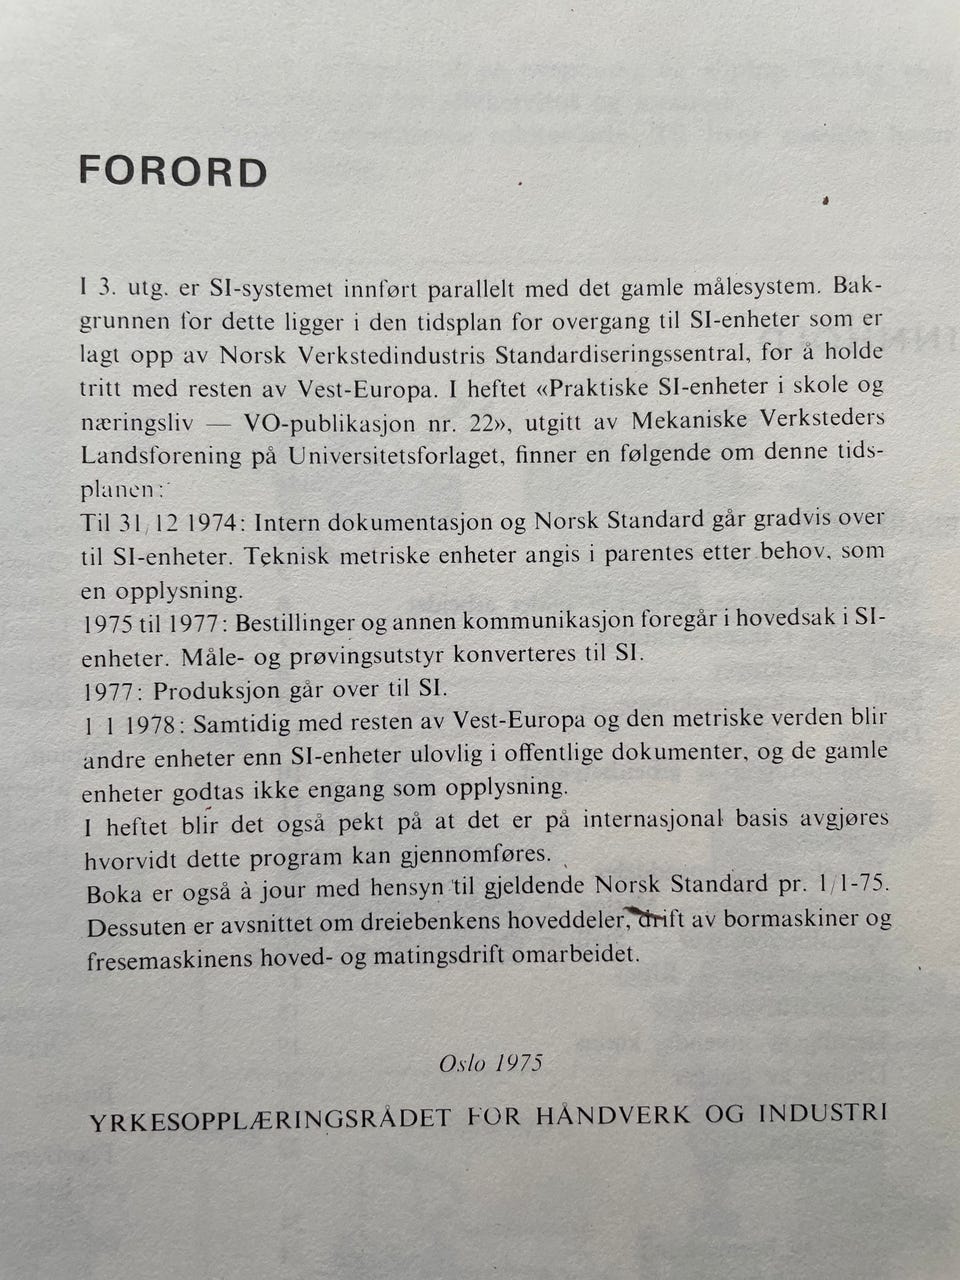 FORORD
I 3. utg. er SI-systemet innført parallelt med det gamle målesystem. Bak-
grunnen for dette ligger i den tidsplan for overgang til SI-enheter som er
lagt opp av Norsk Verkstedindustris Standardiseringssentral, for å holde
tritt med resten av Vest-Europa. I heftet «Praktiske SI-enheter i skole og
næringsliv — VO-publikasjon nr. 22», utgitt av Mekaniske Verksteders
Landsforening på Universitetsforlaget, finner en følgende om denne tids-
planen:
Til 31/12 1974: Intern dokumentasjon og Norsk Standard går gradvis over
til SI-enheter. Teknisk metriske enheter angis i parentes etter behov, som
en opplysning.
1975 til 1977: Bestillinger og annen kommunikasjon foregår i hovedsak i SI-
enheter. Måle- og prøvingsutstyr konverteres til SI.
1977: Produksjon går over til SI.
1 1 1978: Samtidig med resten av Vest-Europa og den metriske verden blir
andre enheter enn SI-enheter ulovlig i offentlige dokumenter, og de gamle
enheter godtas ikke engang som opplysning.
I heftet blir det også pekt på at det er på internasjonal basis avgjøres
hvorvidt dette program kan gjennomføres.
Boka er også à jour med hensyn til gjeldende Norsk Standard pr. 1/1-75.
Dessuten er avsnittet om dreiebenkens hoveddeler, drift av bormaskiner og
fresemaskinens hoved- og matingsdrift omarbeidet.
Oslo 1975
YRKESOPPLÆRINGSRÅDET FOR HÅNDVERK OG INDUSTRI